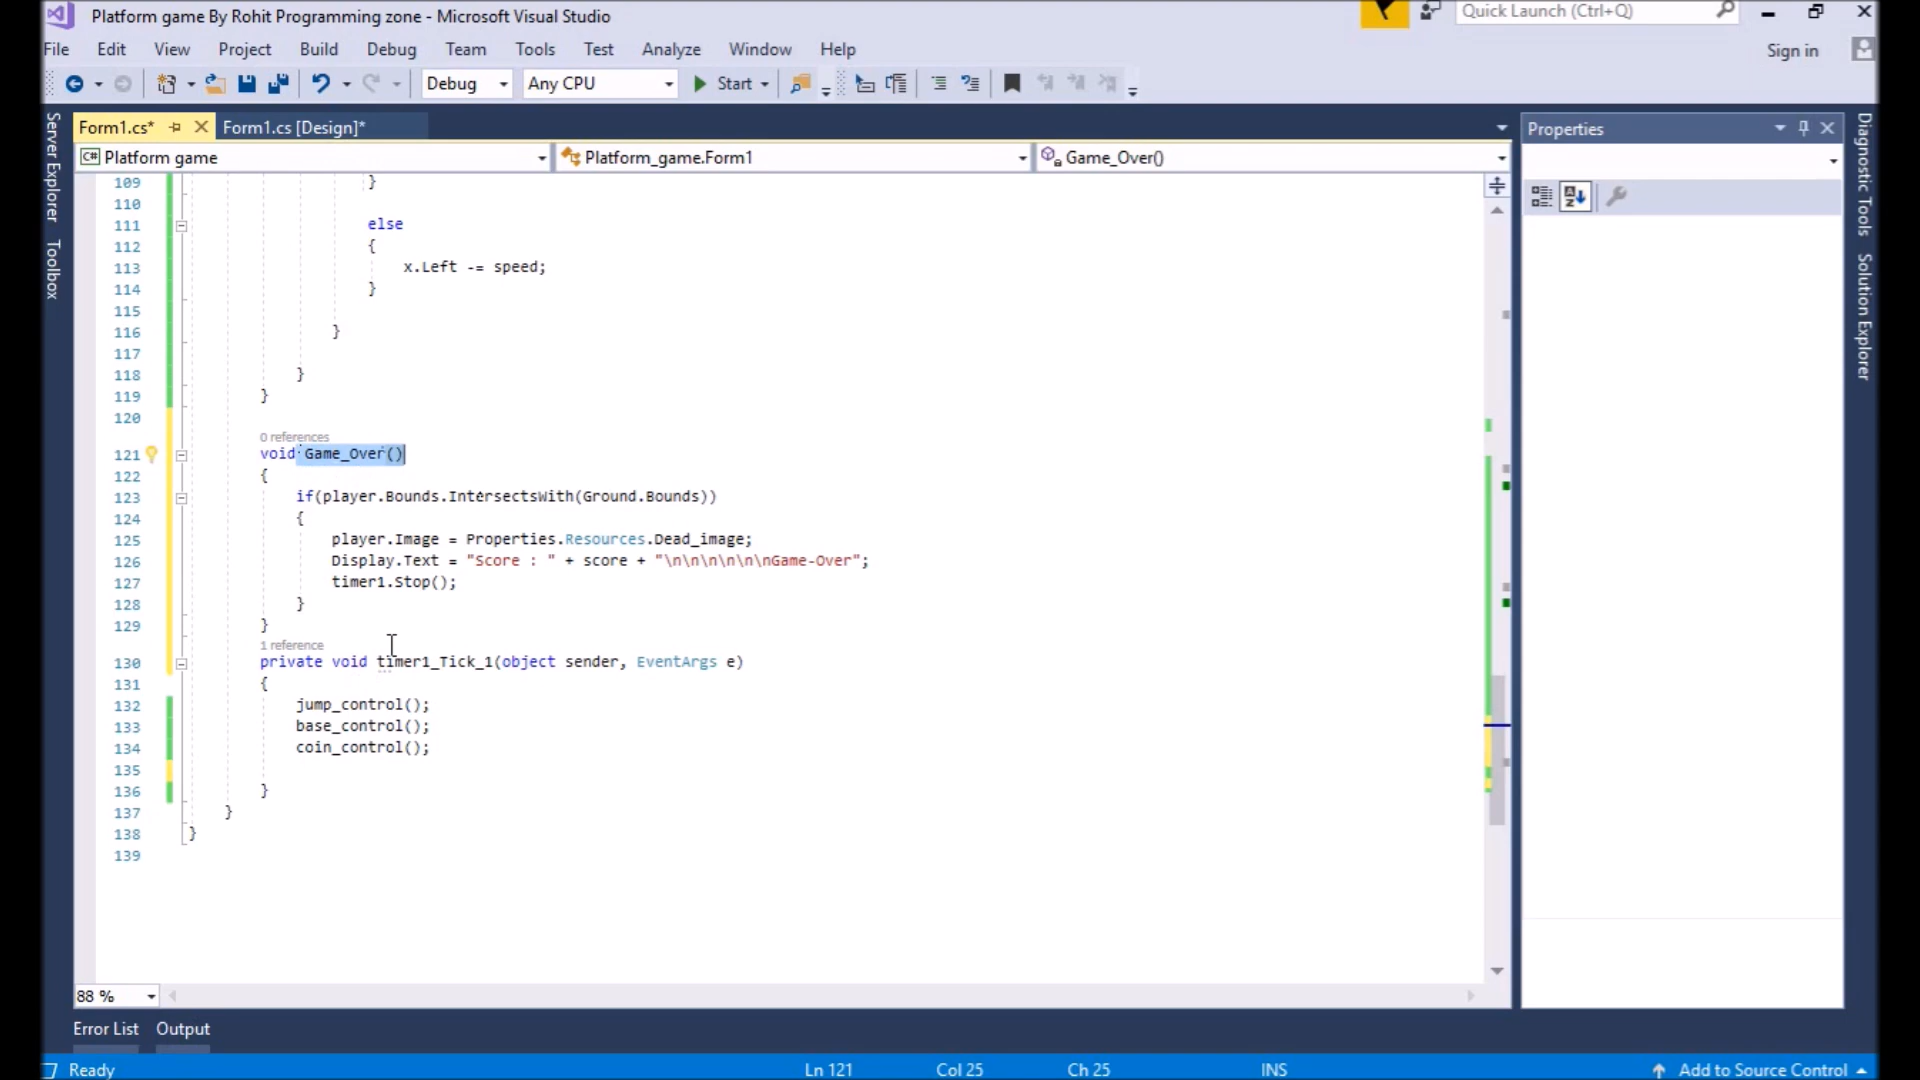 Platform game By Rohit Programming zone - Microsoft Visual Studio
Quick Launch (Ctrl+Q)
File Edit View Project Build Debug Team Tools Test Analyze Window Help
Sign in
Debug Any CPU Start
Form1.cs* Form1.cs [Design]*
Properties
C# Platform game Platform_game.Form1 Game_Over()
Server Explorer
Toolbox
Diagnostic Tools
Solution Explorer
109 }
110
111 else
112 {
113 x.Left -= speed;
114 }
115
116 }
117
118 }
119 }
120
0 references
121 void Game_Over()
122 {
123 if(player.Bounds.IntersectsWith(Ground.Bounds))
124 {
125 player.Image = Properties.Resources.Dead_image;
126 Display.Text = "Score : " + score + "\n\n\n\n\n\nGame-Over";
127 timer1.Stop();
128 }
129 }
1 reference
130 private void timer1_Tick_1(object sender, EventArgs e)
131 {
132 jump_control();
133 base_control();
134 coin_control();
135
136 }
137 }
138 }
139
88 %
Error List Output
Ready Ln 121 Col 25 Ch 25 INS Add to Source Control